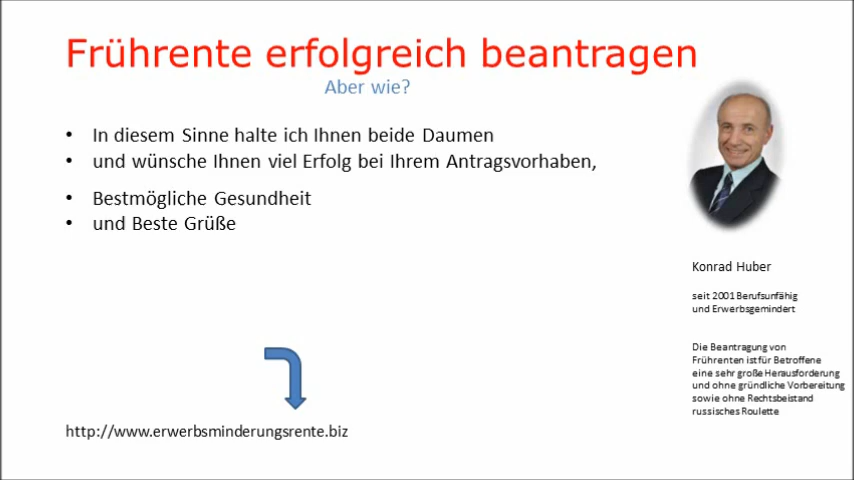 Frührente erfolgreich beantragen
Aber wie?
• In diesem Sinne halte ich Ihnen beide Daumen
• und wünsche Ihnen viel Erfolg bei Ihrem Antragsvorhaben,
• Bestmögliche Gesundheit
• und Beste Grüße
Konrad Huber
seit 2001 Berufsunfähig
und Erwerbsgemindert
Die Beantragung von
Frührenten ist für Betroffene
eine sehr große Herausforderung
und ohne gründliche Vorbereitung
sowie ohne Rechtsbeistand
russisches Roulette
http://www.erwerbsminderungsrente.biz